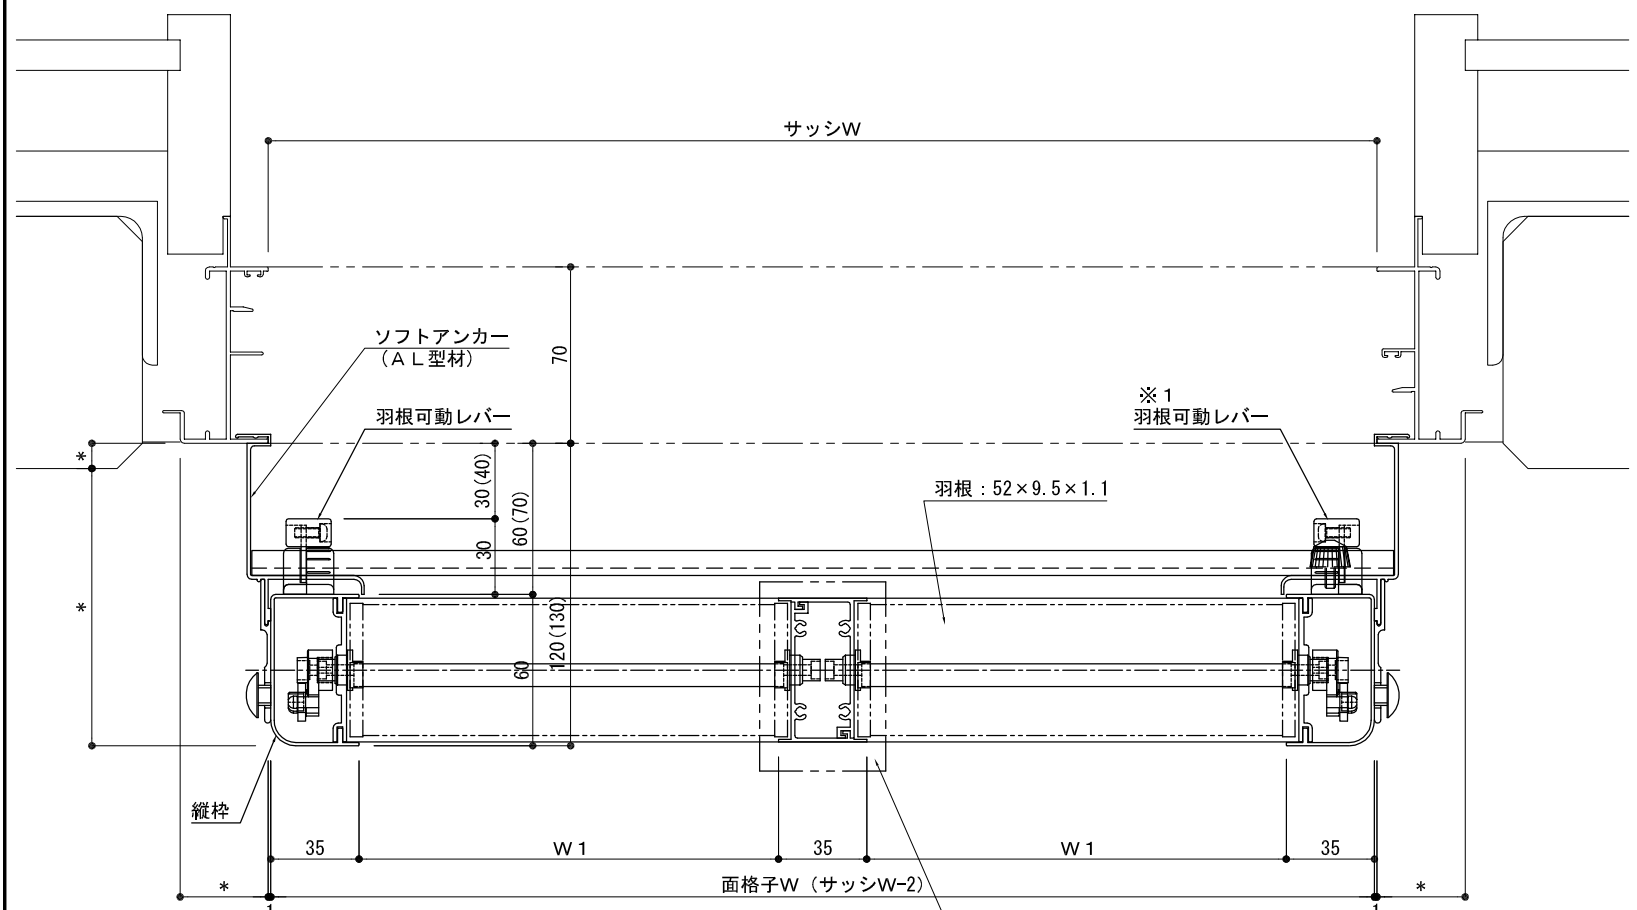 サッシW
ソフトアンカー
（ＡＬ型材）
70
※１
羽根可動レバー
羽根可動レバー
*
30(40)
60(70)
羽根：52×9.5×1.1
30
*
120(130)
60
縦枠
35
W１
35
W１
35
*
面格子W（サッシW-2）
*
1
1